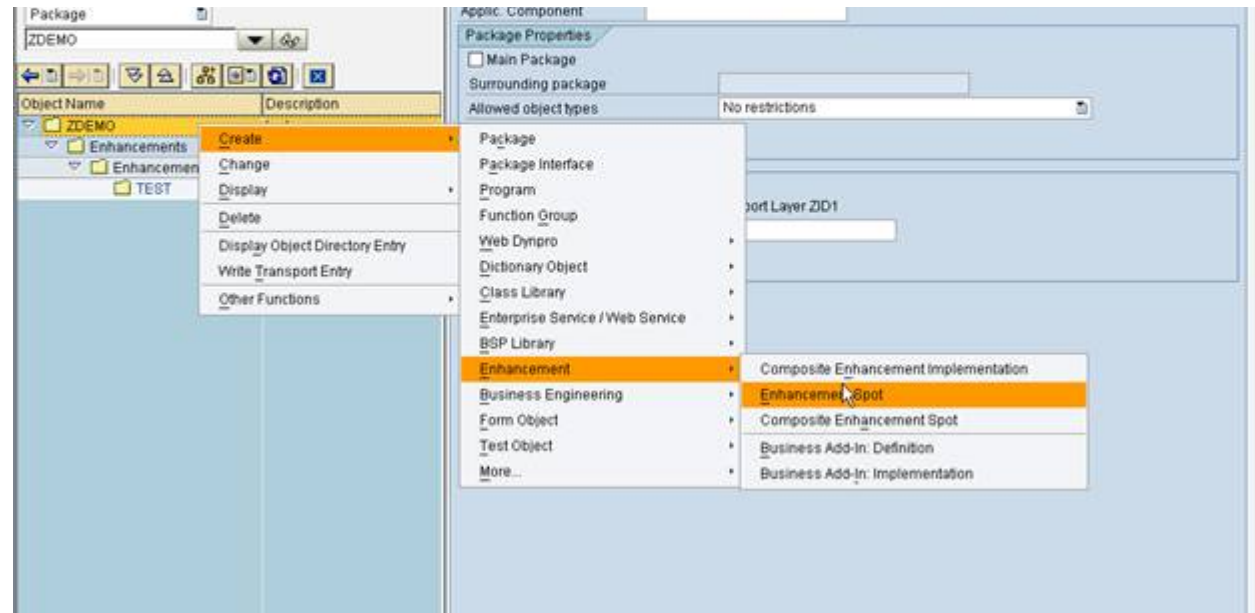 Package
Applic. Component
ZDEMO
Package Properties
Main Package
Surrounding package
Object Name Description
Allowed object types No restrictions
ZDEMO
Enhancements
Enhancemen
TEST
Create
Change
Display
Delete
Display Object Directory Entry
Write Transport Entry
Other Functions
Package
Package Interface
Program
Function Group
Web Dynpro
Dictionary Object
Class Library
Enterprise Service / Web Service
BSP Library
Enhancement
Business Engineering
Form Object
Test Object
More...
port Layer ZID1
Composite Enhancement Implementation
Enhancement Spot
Composite Enhancement Spot
Business Add-In: Definition
Business Add-In: Implementation